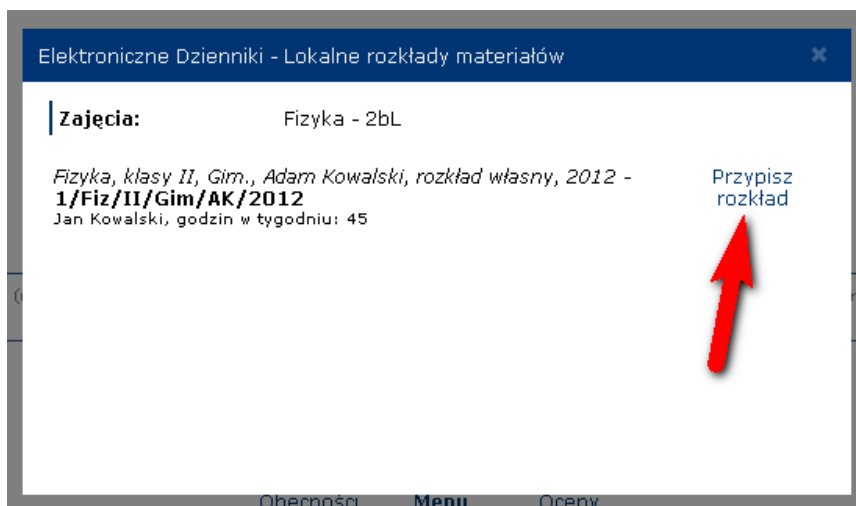 Elektroniczne Dzienniki - Lokalne rozkłady materiałów
Zajęcia: Fizyka - 2bL
Fizyka, klasy II, Gim., Adam Kowalski, rozkład własny, 2012 -
1/Fiz/II/Gim/AK/2012
Jan Kowalski, godzin w tygodniu: 45
Przypisz
rozkład
Obecności Menu Oceny